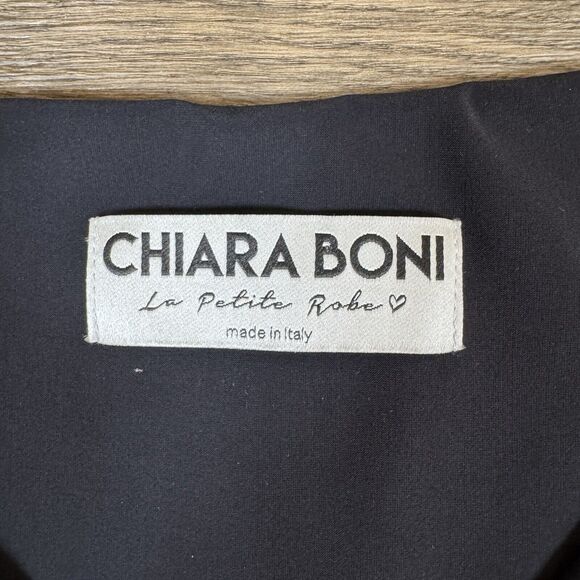 CHIARA BONI
La Petite Robe ♡
made in Italy